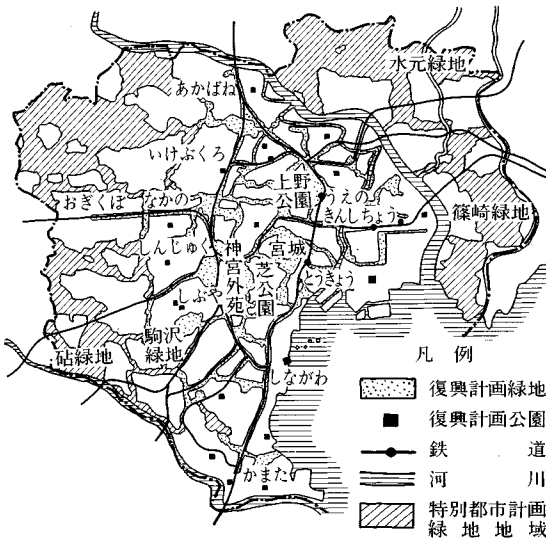 水元緑地
あかばね
いけぶくろ
上野
公園
うえの
きんしちょう
おぎくぼ
なかの
篠崎緑地
しんじゅく
神宮外苑
宮城
とうきょう
芝公園
しぶや
駒沢
緑地
砧緑地
しながわ
かまた
凡例
復興計画緑地
復興計画公園
鉄道
河川
特別都市計画
緑地地域